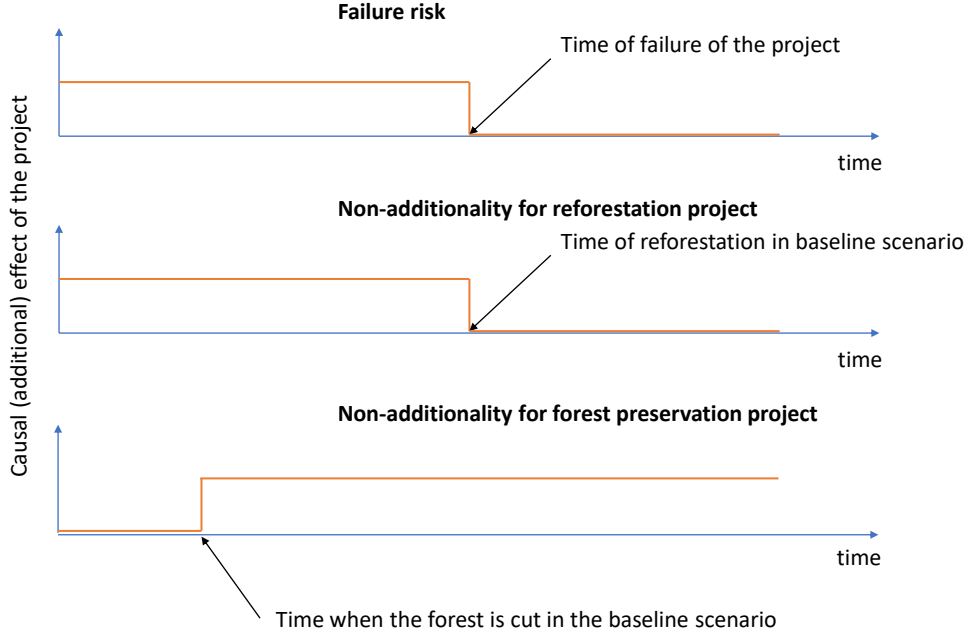 Failure risk
Time of failure of the project
time
Causal (additional) effect of the project
Non-additionality for reforestation project
Time of reforestation in baseline scenario
time
Non-additionality for forest preservation project
time
Time when the forest is cut in the baseline scenario